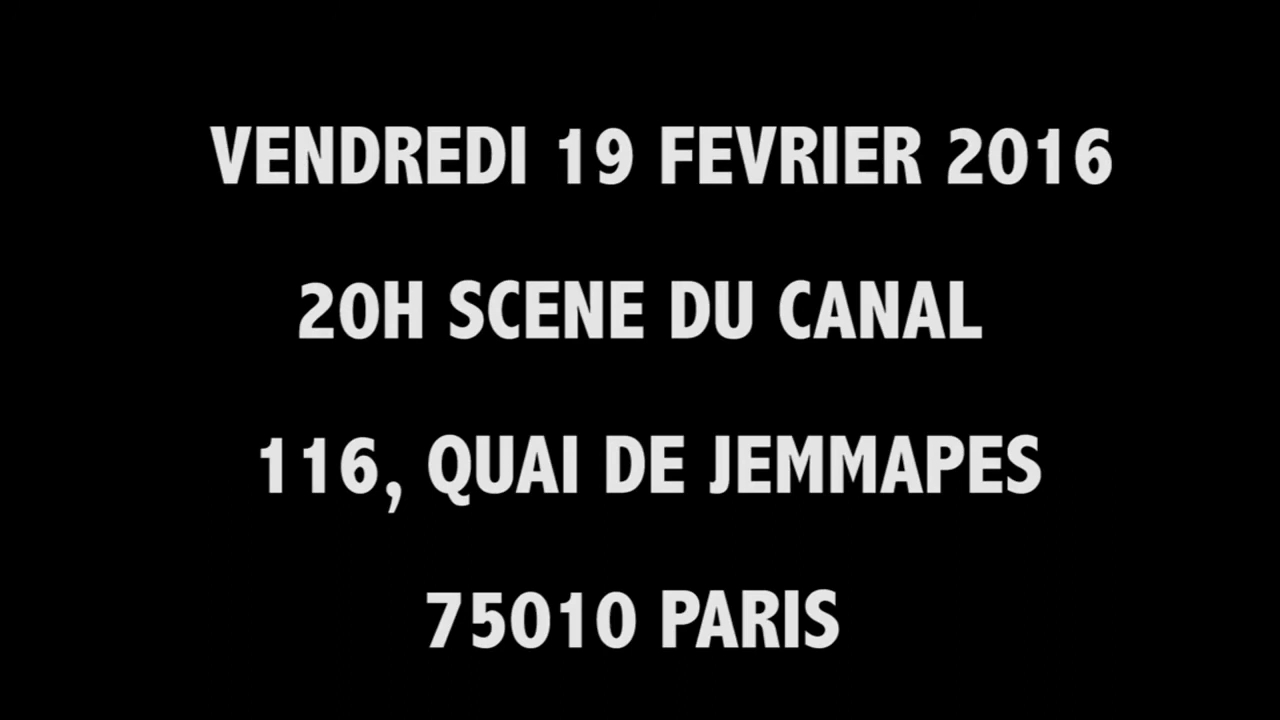 VENDREDI 19 FEVRIER 2016
20H SCENE DU CANAL
116, QUAI DE JEMMAPES
75010 PARIS